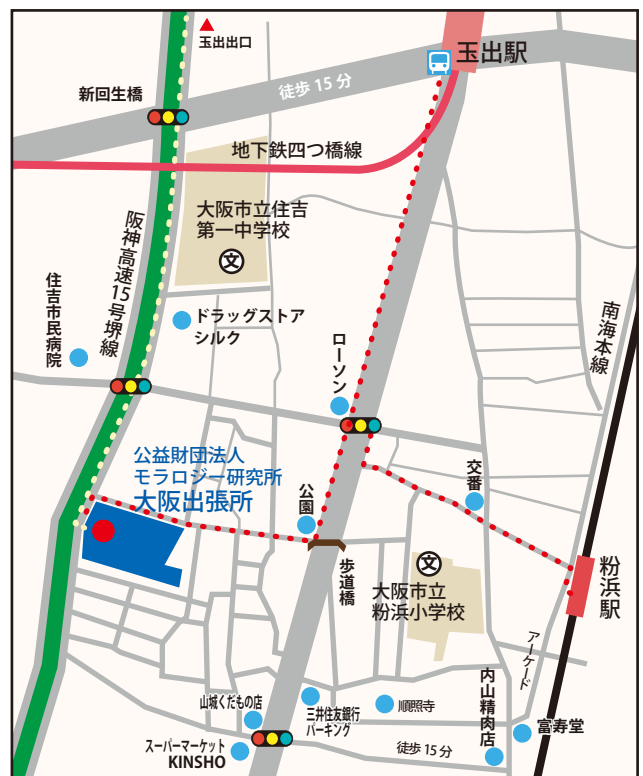 玉出出口
玉出駅
新回生橋
徒歩 15 分
地下鉄四つ橋線
大阪市立住吉
第一中学校
文
阪神高速15号堺線
住吉市民病院
ドラッグストア
シルク
南海本線
ローソン
公益財団法人
モラロジー研究所
大阪出張所
公園
交番
歩道橋
文
大阪市立
粉浜小学校
粉浜駅
アーケード
山城くだもの店
三井住友銀行
パーキング
順照寺
内山精肉店
富寿堂
スーパーマーケット
KINSHO
徒歩 15 分